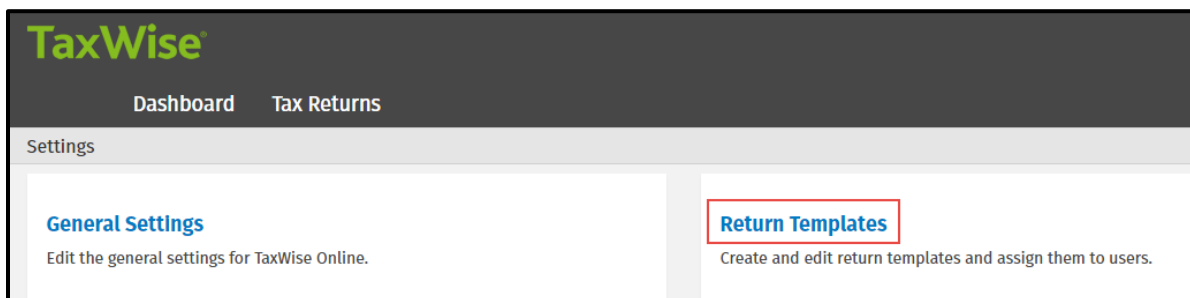 TaxWise®
Dashboard Tax Returns
Settings
General Settings
Edit the general settings for TaxWise Online.
Return Templates
Create and edit return templates and assign them to users.